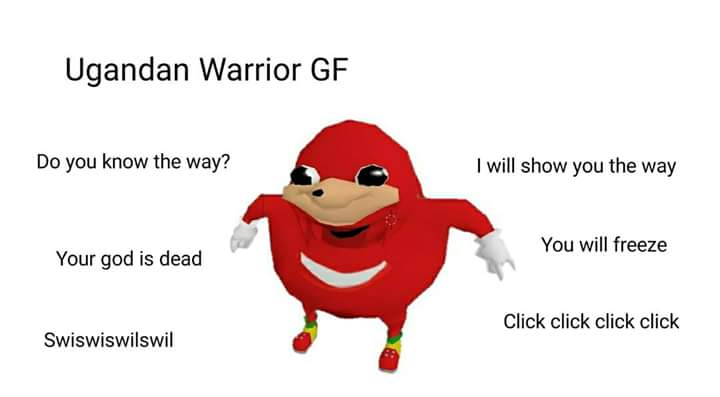 Ugandan Warrior GF
Do you know the way?
I will show you the way
Your god is dead
You will freeze
Swiswiswilswil
Click click click click